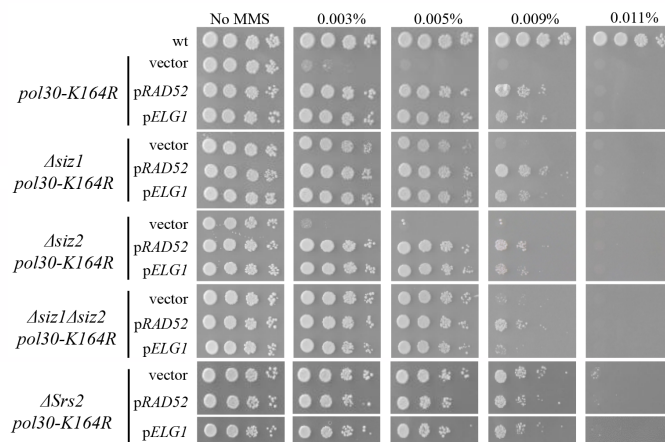 No MMS 0.003% 0.005% 0.009% 0.011%
wt
pol30-K164R
vector
pRAD52
pELG1
Δsiz1
pol30-K164R
vector
pRAD52
pELG1
Δsiz2
pol30-K164R
vector
pRAD52
pELG1
Δsiz1Δsiz2
pol30-K164R
vector
pRAD52
pELG1
ΔSrs2
pol30-K164R
vector
pRAD52
pELG1